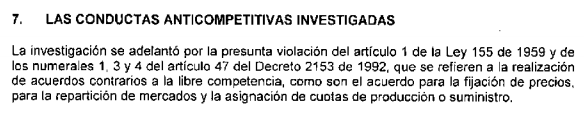 7. LAS CONDUCTAS ANTICOMPETITIVAS INVESTIGADAS
La investigación se adelantó por la presunta violación del artículo 1 de la Ley 155 de 1959 y de
los numerales 1, 3 y 4 del artículo 47 del Decreto 2153 de 1992, que se refieren a la realización
de acuerdos contrarios a la libre competencia, como son el acuerdo para la fijación de precios,
para la repartición de mercados y la asignación de cuotas de producción o suministro.